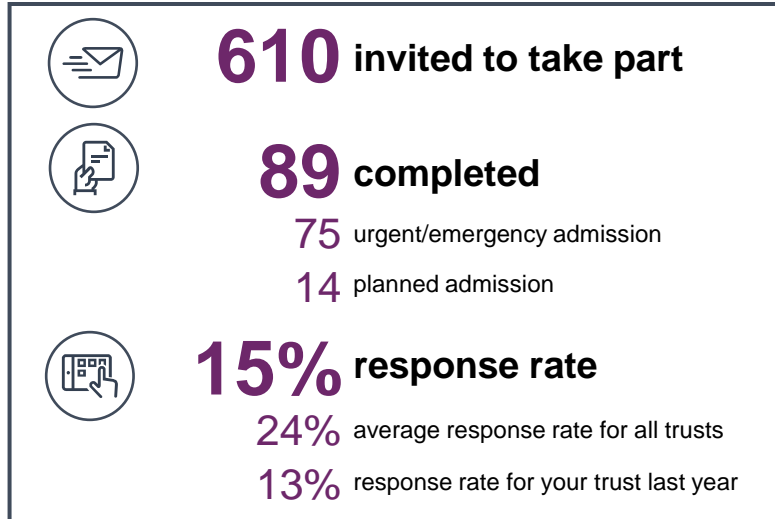 610 invited to take part
89 completed
75 urgent/emergency admission
14 planned admission
15% response rate
24% average response rate for all trusts
13% response rate for your trust last year